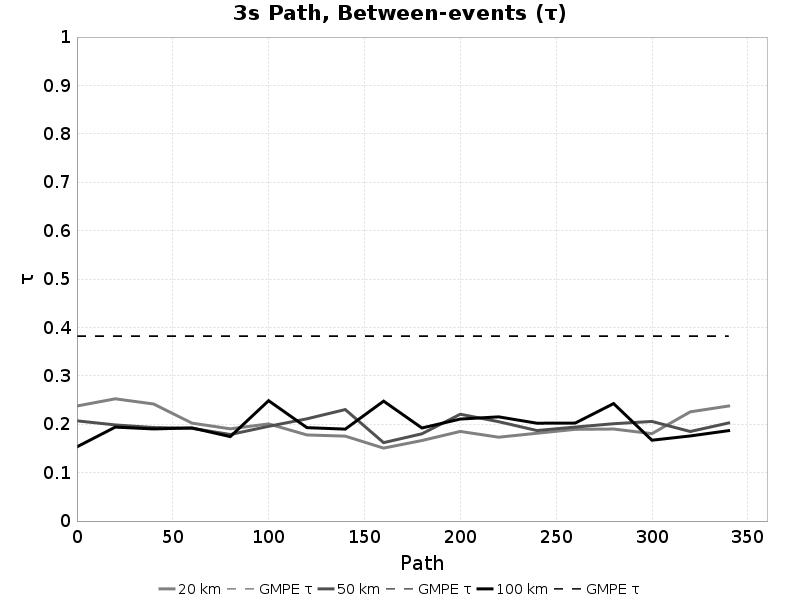 3s Path, Between-events (τ)
1
0.9
0.8
0.7
0.6
0.5
0.4
0.3
0.2
0.1
0
τ
0 50 100 150 200 250 300 350
Path
20 km GMPE τ 50 km GMPE τ 100 km GMPE τ